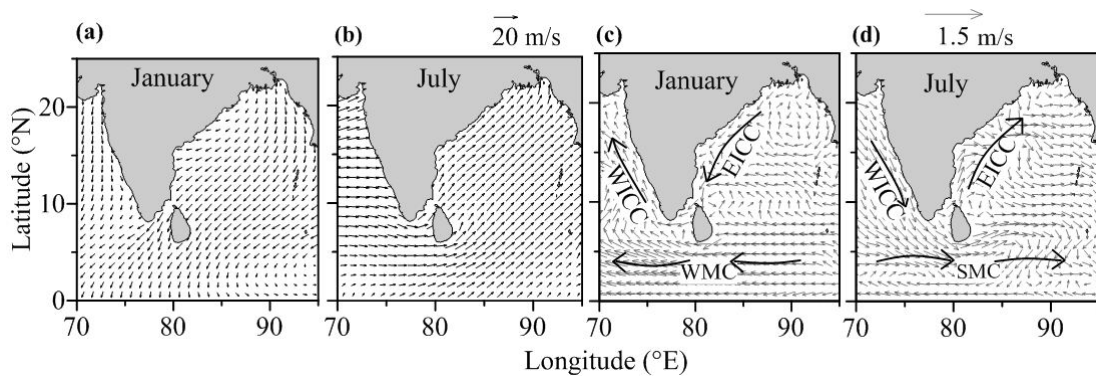 (a)
(b)
20 m/s
(c)
1.5 m/s
(d)
January
July
January
July
Latitude (°N)
20
10
0
WICC
EICC
WMC
WICC
EICC
SMC
70 80 90
70 80 90
70 80 90
70 80 90
Longitude (°E)